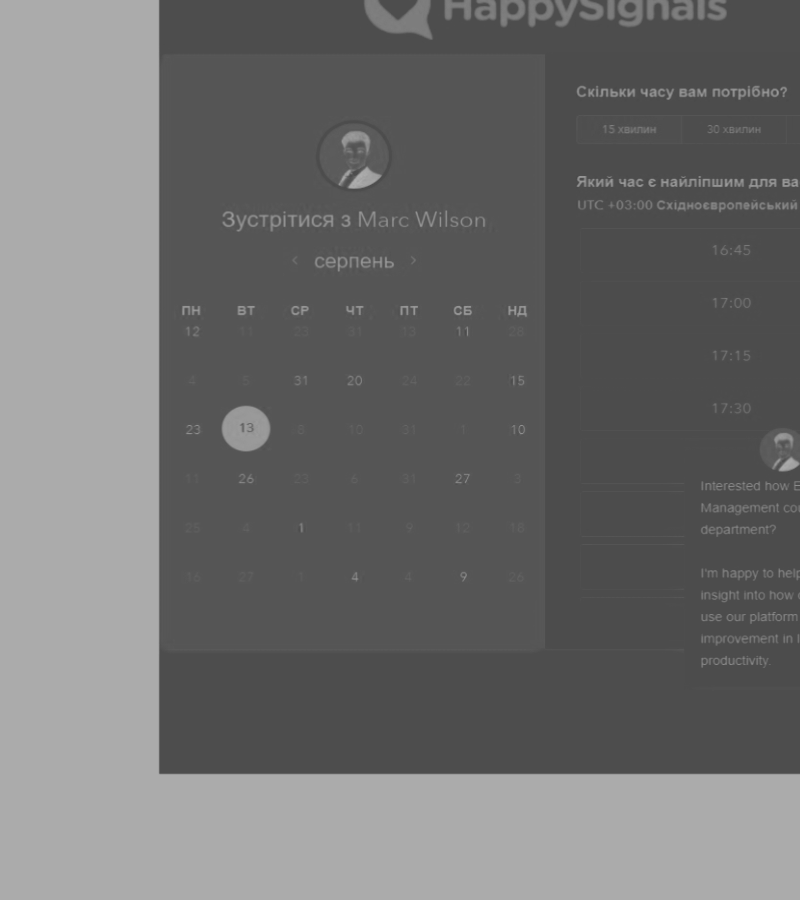 HappySignals
Зустрітися з Marc Wilson
‹ серпень ›
ПН ВТ СР ЧТ ПТ СБ НД
12 11 23 31 13 11 28
4 5 31 20 24 22 15
23 13 8 10 31 1 10
11 26 23 6 31 27 3
25 4 1 11 9 12 18
16 27 1 4 4 9 26
Скільки часу вам потрібно?
15 хвилин 30 хвилин
Який час є найліпшим для ва
UTC +03:00 Східноєвропейський
16:45
17:00
17:15
17:30
Interested how E
Management co
department?
I'm happy to help
insight into how
use our platform
improvement in I
productivity.